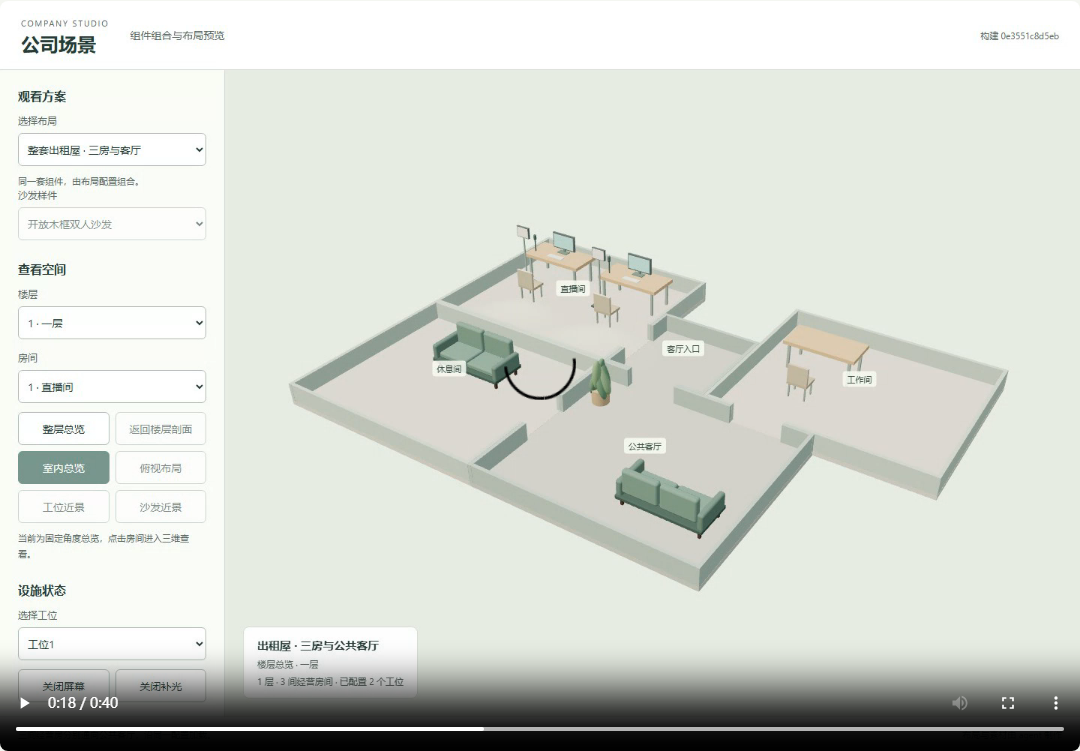 COMPANY STUDIO
公司场景
组件组合与布局预览
构建 0e3551c8d5eb
观看方案
选择布局
整套出租屋 · 三房与客厅
同一套组件，由布局配置组合。
沙发样件
开放木框双人沙发
查看空间
楼层
1 · 一层
房间
1 · 直播间
整层总览
返回楼层剖面
室内总览
俯视布局
工位近景
沙发近景
当前为固定角度总览，点击房间进入三维查
看。
设施状态
选择工位
工位1
关闭屏幕
关闭补光
直播间
客厅入口
休息间
工作间
公共客厅
出租屋 · 三房与公共客厅
楼层总览 · 一层
1 层 · 3 间经营房间 · 已配置 2 个工位
0:18 / 0:40